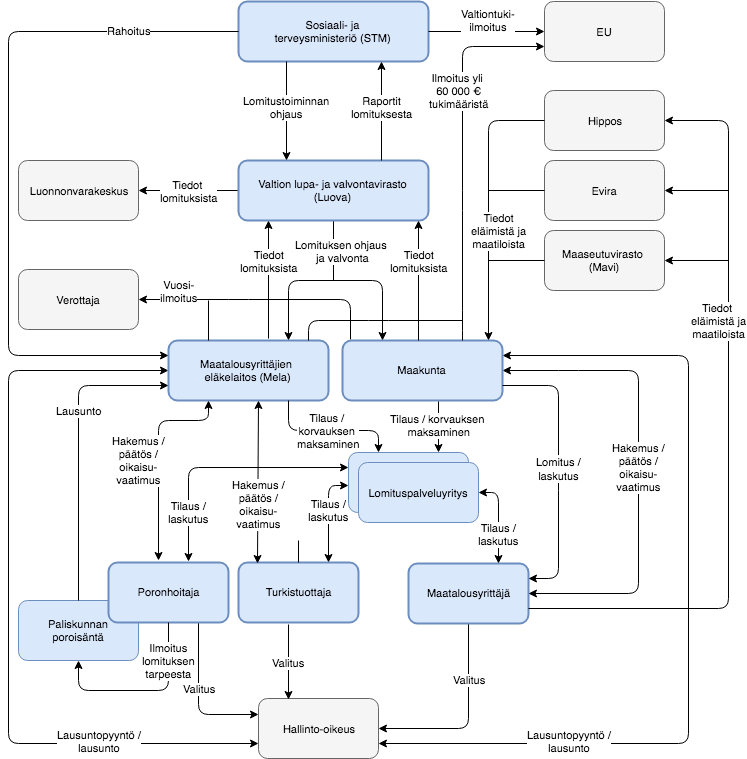 Sosiaali- ja
terveysministeriö (STM)
Rahoitus
Valtiontuki-
ilmoitus
EU
Lomitustoiminnan
ohjaus
Raportit
lomituksesta
Ilmoitus yli
60 000 €
tukimääristä
Hippos
Luonnonvarakeskus
Tiedot
lomituksista
Valtion lupa- ja valvontavirasto
(Luova)
Evira
Tiedot
eläimistä ja
maatiloista
Tiedot
lomituksista
Lomituksen ohjaus
ja valvonta
Tiedot
lomituksista
Maaseutuvirasto
(Mavi)
Verottaja
Vuosi-
ilmoitus
Tiedot
eläimistä ja
maatiloista
Maatalousyrittäjien
eläkelaitos (Mela)
Maakunta
Lausunto
Tilaus /
korvauksen
maksaminen
Tilaus / korvauksen
maksaminen
Hakemus /
päätös /
oikaisu-
vaatimus
Lomitus /
laskutus
Hakemus /
päätös /
oikaisu-
vaatimus
Hakemus /
päätös /
oikaisu-
vaatimus
Lomituspalveluyritys
Tilaus /
laskutus
Tilaus /
laskutus
Tilaus /
laskutus
Poronhoitaja
Turkistuottaja
Maatalousyrittäjä
Paliskunnan
poroisäntä
Ilmoitus
lomituksen
tarpeesta
Valitus
Valitus
Valitus
Hallinto-oikeus
Lausuntopyyntö /
lausunto
Lausuntopyyntö /
lausunto